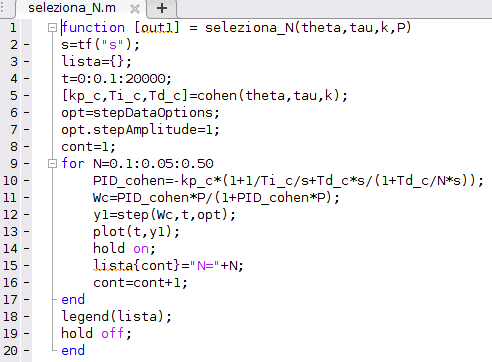 seleziona_N.m × +
1 function [out1] = seleziona_N(theta,tau,k,P)
2 - s=tf("s");
3 - lista={};
4 - t=0:0.1:20000;
5 - [kp_c,Ti_c,Td_c]=cohen(theta,tau,k);
6 - opt=stepDataOptions;
7 - opt.stepAmplitude=1;
8 - cont=1;
9 - for N=0.1:0.05:0.50
10 - PID_cohen=-kp_c*(1+1/Ti_c/s+Td_c*s/(1+Td_c/N*s));
11 - Wc=PID_cohen*P/(1+PID_cohen*P);
12 - y1=step(Wc,t,opt);
13 - plot(t,y1);
14 - hold on;
15 - lista{cont}="N="+N;
16 - cont=cont+1;
17 - end
18 legend(lista);
19 - hold off;
20 - end